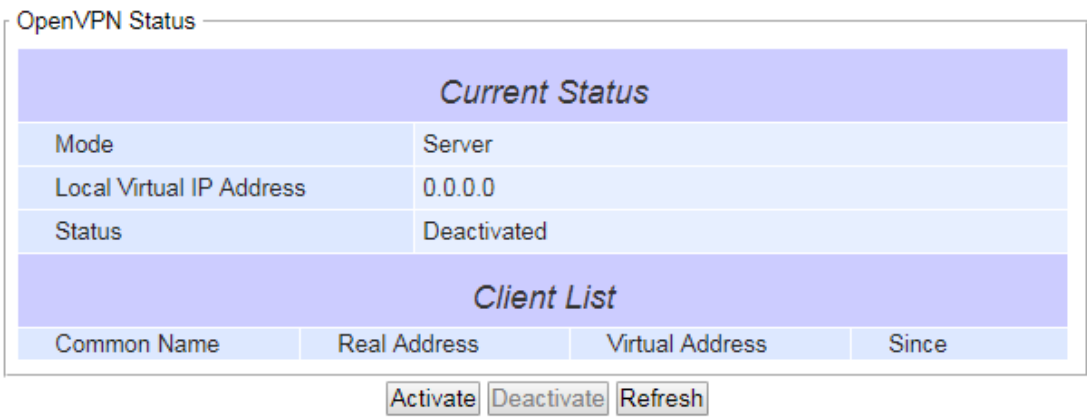 OpenVPN Status
Current Status
Mode Server
Local Virtual IP Address 0.0.0.0
Status Deactivated
Client List
Common Name Real Address Virtual Address Since
Activate Deactivate Refresh